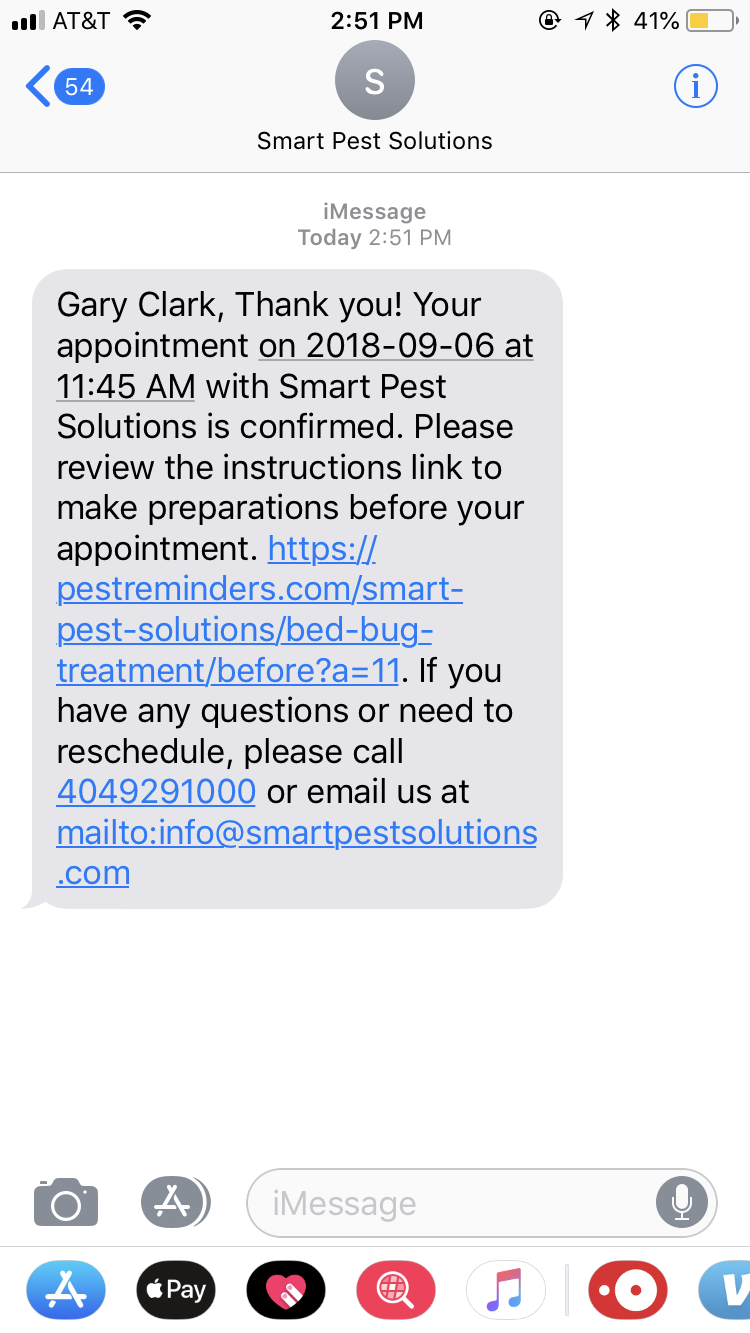 AT&T 2:51 PM 41%
54
S
i
Smart Pest Solutions
iMessage
Today 2:51 PM
Gary Clark, Thank you! Your
appointment on 2018-09-06 at
11:45 AM with Smart Pest
Solutions is confirmed. Please
review the instructions link to
make preparations before your
appointment. https://
pestreminders.com/smart-
pest-solutions/bed-bug-
treatment/before?a=11. If you
have any questions or need to
reschedule, please call
4049291000 or email us at
mailto:info@smartpestsolutions
.com
iMessage
Pay